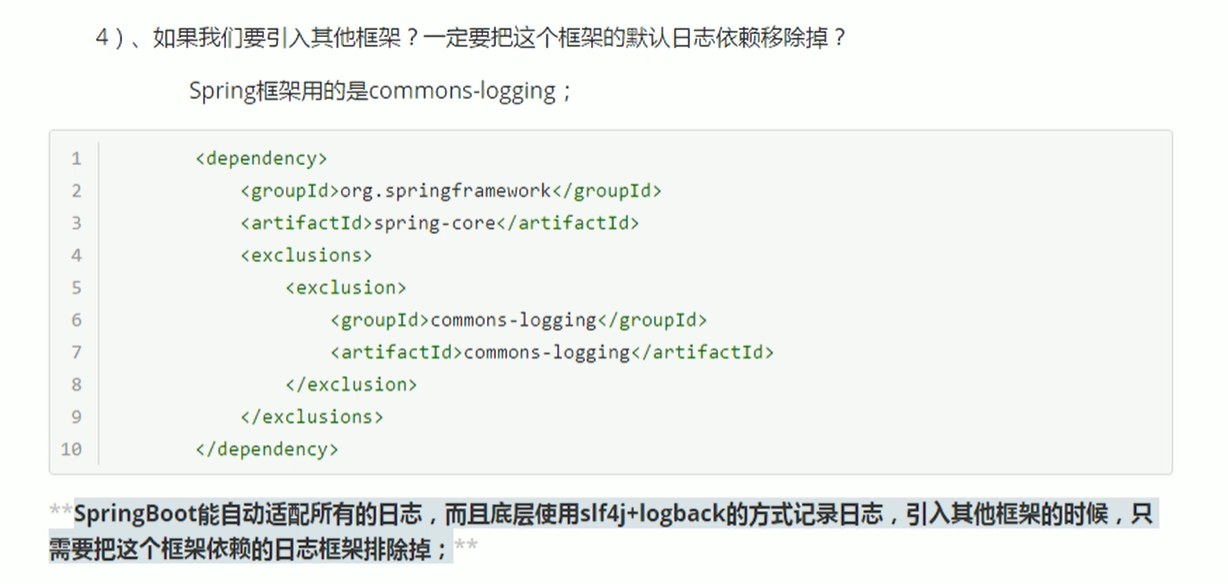 4）、如果我们要引入其他框架？一定要把这个框架的默认日志依赖移除掉？
Spring框架用的是commons-logging；
1 <dependency>
2 <groupId>org.springframework</groupId>
3 <artifactId>spring-core</artifactId>
4 <exclusions>
5 <exclusion>
6 <groupId>commons-logging</groupId>
7 <artifactId>commons-logging</artifactId>
8 </exclusion>
9 </exclusions>
10 </dependency>
**SpringBoot能自动适配所有的日志，而且底层使用slf4j+logback的方式记录日志，引入其他框架的时候，只
需要把这个框架依赖的日志框架排除掉；**